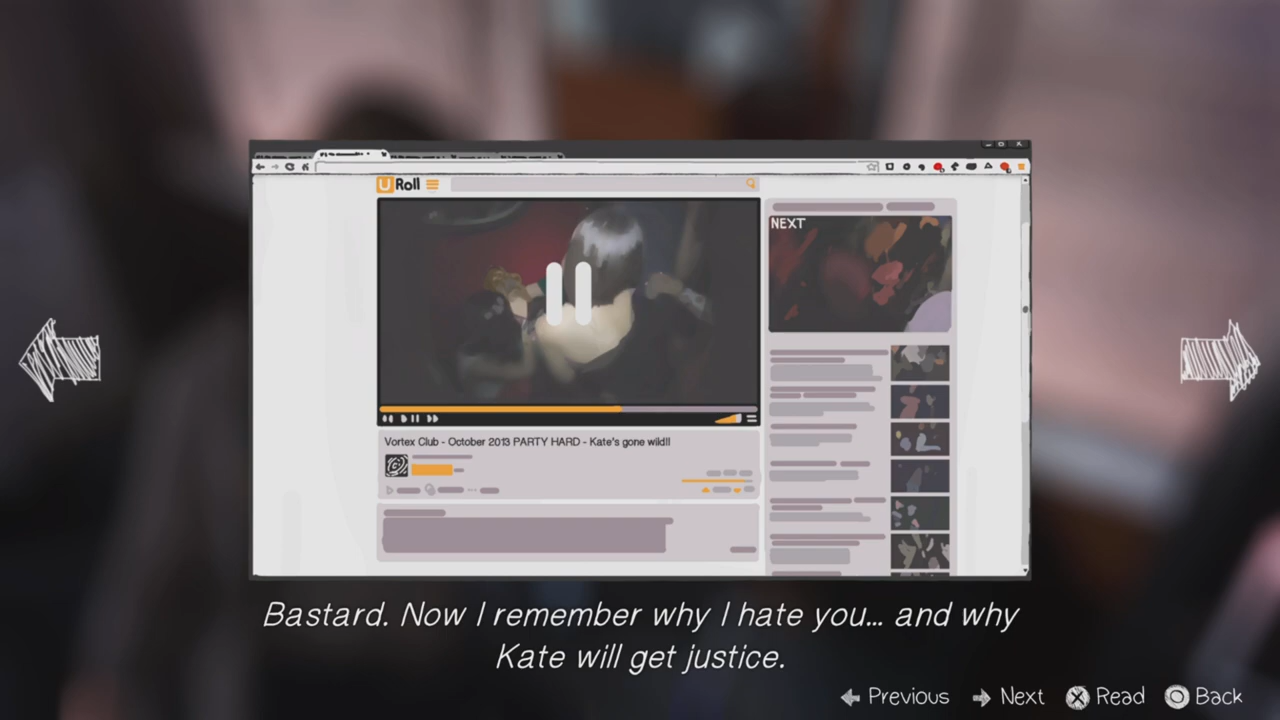 U Roll
NEXT
Vortex Club - October 2013 PARTY HARD - Kate's gone wild!!
Bastard. Now I remember why I hate you... and why
Kate will get justice.
Previous Next Read Back